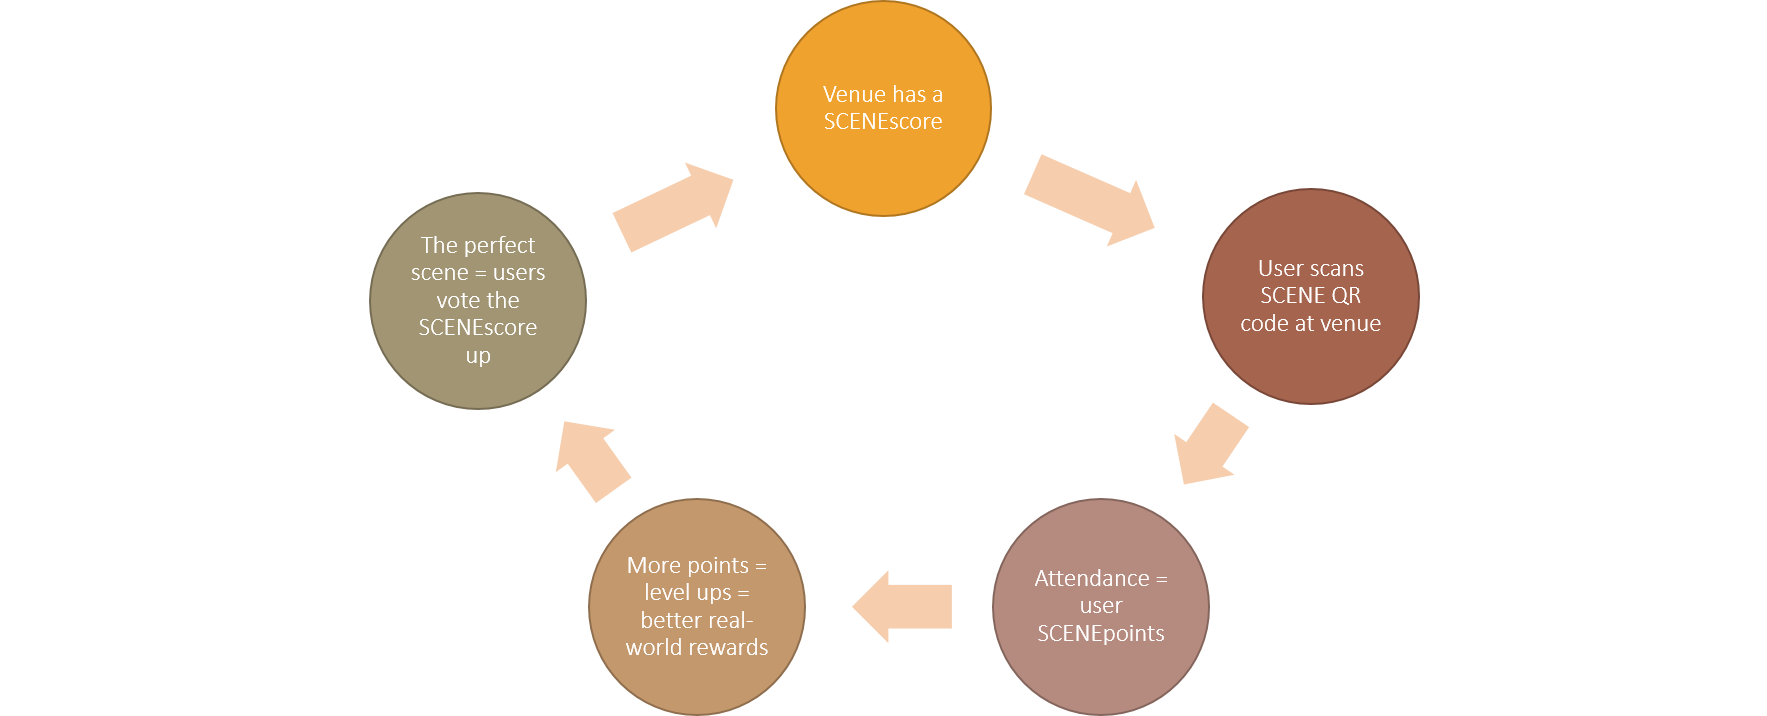 Venue has a
SCENEscore
User scans
SCENE QR
code at venue
Attendance =
user
SCENEpoints
More points =
level ups =
better real-
world rewards
The perfect
scene = users
vote the
SCENEscore
up